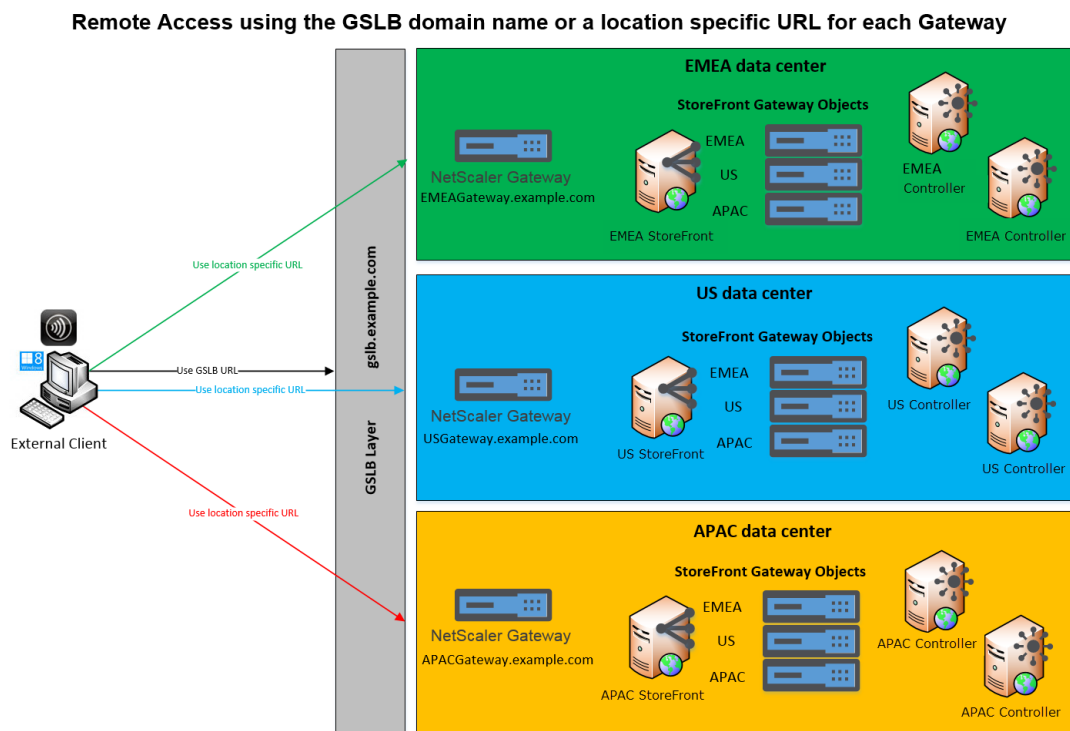 Remote Access using the GSLB domain name or a location specific URL for each Gateway
EMEA data center
StoreFront Gateway Objects
NetScaler Gateway
EMEAGateway.example.com
EMEA
US
APAC
EMEA StoreFront
EMEA
Controller
EMEA Controller
Use location specific URL
gslb.example.com
GSLB Layer
8
Windows
External Client
Use GSLB URL
Use location specific URL
Use location specific URL
US data center
StoreFront Gateway Objects
NetScaler Gateway
USGateway.example.com
EMEA
US
APAC
US StoreFront
US Controller
US Controller
APAC data center
StoreFront Gateway Objects
NetScaler Gateway
APACGateway.example.com
EMEA
US
APAC
APAC StoreFront
APAC Controller
APAC Controller